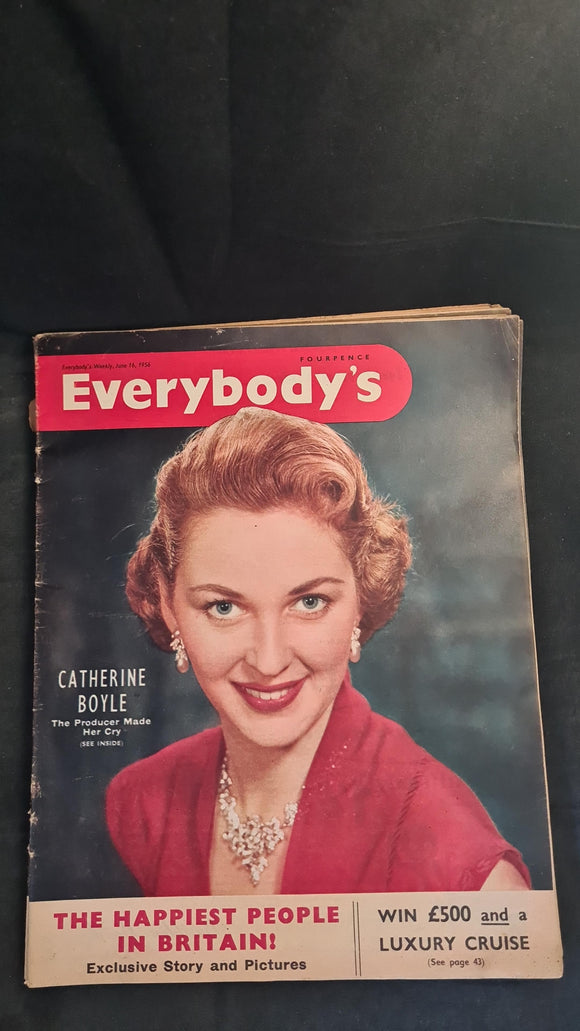 Everybody's Weekly, June 16, 1956
FOURPENCE
Everybody's
CATHERINE
BOYLE
The Producer Made
Her Cry
(SEE INSIDE)
THE HAPPIEST PEOPLE
IN BRITAIN!
Exclusive Story and Pictures
WIN £500 and a
LUXURY CRUISE
(See page 43)